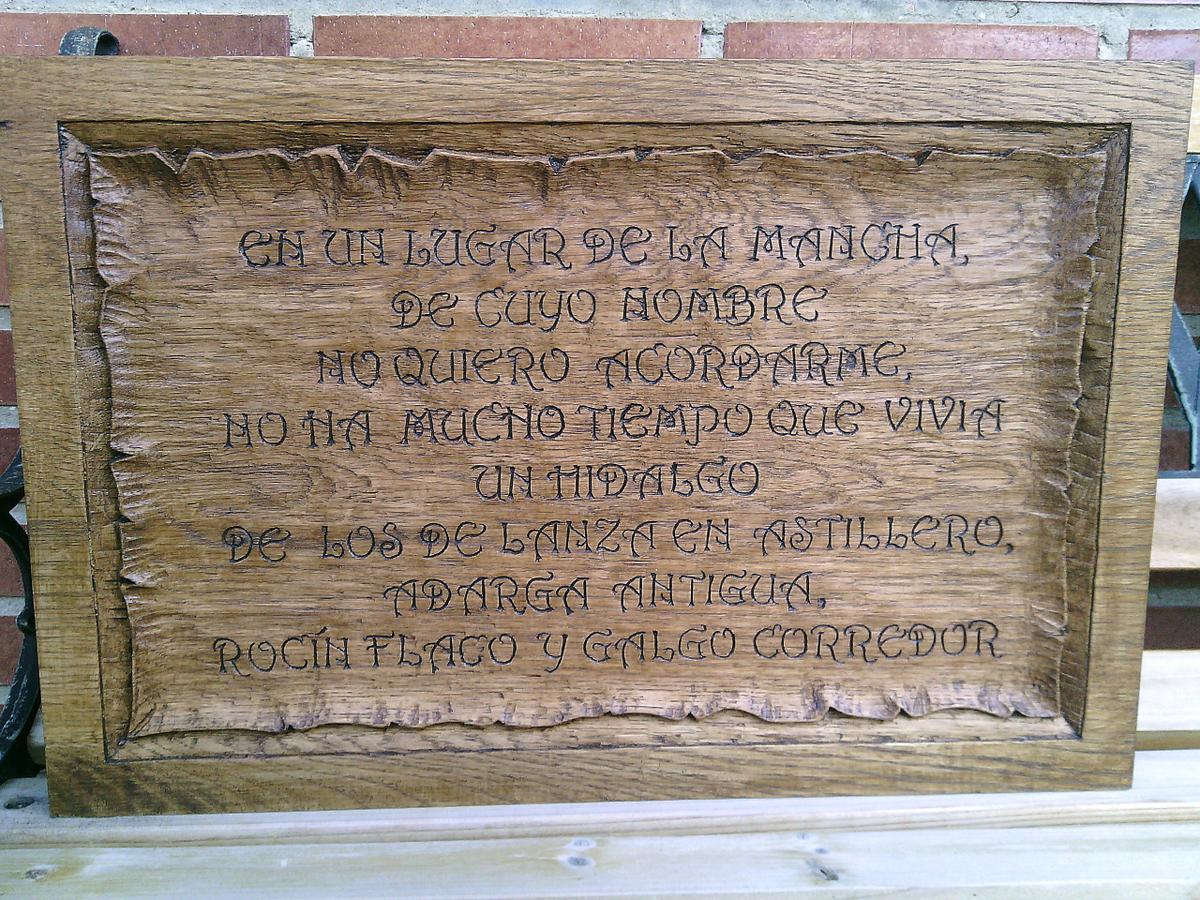 EN UN LUGAR DE LA MANCHA,
DE CUYO NOMBRE
NO QUIERO ACORDARME,
NO HA MUCHO TIEMPO QUE VIVIA
UN HIDALGO
DE LOS DE LANZA EN ASTILLERO,
ADARGA ANTIGUA,
ROCÍN FLACO Y GALGO CORREDOR